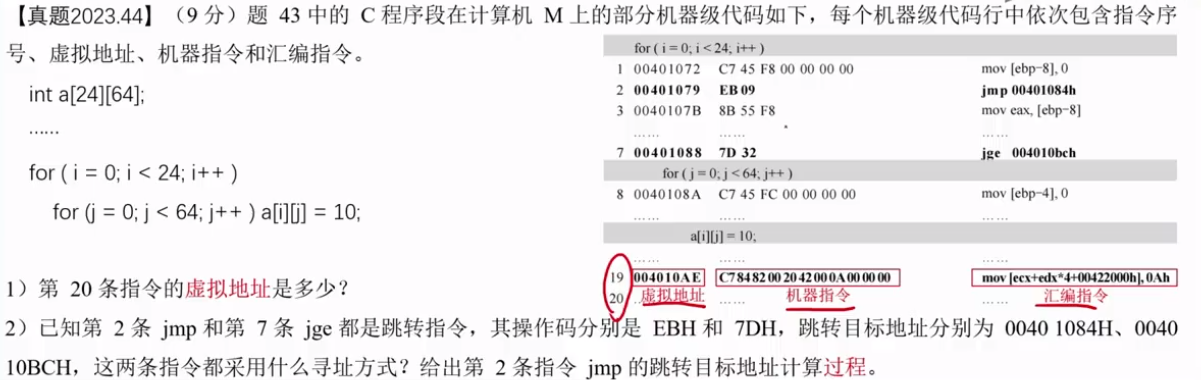 【真题2023.44】（9 分）题 43 中的 C 程序段在计算机 M 上的部分机器级代码如下，每个机器级代码行中依次包含指令序
号、虚拟地址、机器指令和汇编指令。
int a[24][64];
……
for ( i = 0; i < 24; i++ )
for (j = 0; j < 64; j++ ) a[i][j] = 10;
for ( i = 0; i < 24, i++ )
1 00401072 C7 45 F8 00 00 00 00 mov [ebp-8], 0
2 00401079 EB 09 jmp 00401084h
3 0040107B 8B 55 F8 mov eax, [ebp-8]
…… …… ……
7 00401088 7D 32 jge 004010bch
for ( j = 0; j < 64; j++ )
8 0040108A C7 45 FC 00 00 00 00 mov [ebp-4], 0
…… …… ……
a[i][j] = 10;
…… …… ……
19 004010AE C7 84 82 00 20 42 00 0A 00 00 00 mov [ecx+edx*4+00422000h], 0Ah
20 … 虚拟地址 …… 机器指令 …… 汇编指令
1）第 20 条指令的虚拟地址是多少？
2）已知第 2 条 jmp 和第 7 条 jge 都是跳转指令，其操作码分别是 EBH 和 7DH，跳转目标地址分别为 0040 1084H、0040
10BCH，这两条指令都采用什么寻址方式？给出第 2 条指令 jmp 的跳转目标地址计算过程。